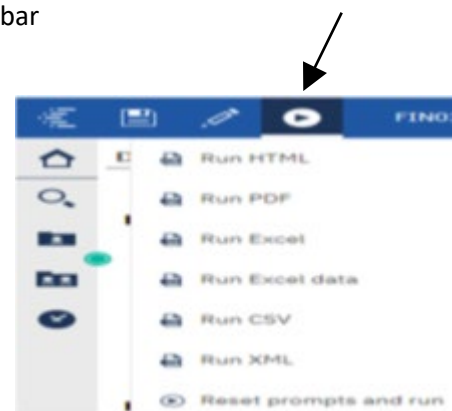 bar
FINO
Run HTML
Run PDF
Run Excel
Run Excel data
Run CSV
Run XML
Reset prompts and run